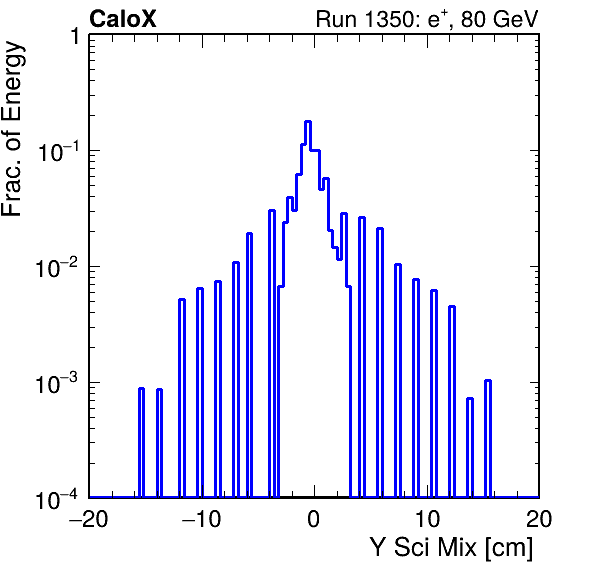 CaloX Run 1350: e⁺, 80 GeV
Frac. of Energy
1
10⁻¹
10⁻²
10⁻³
10⁻⁴
−20 −10 0 10 20
Y Sci Mix [cm]